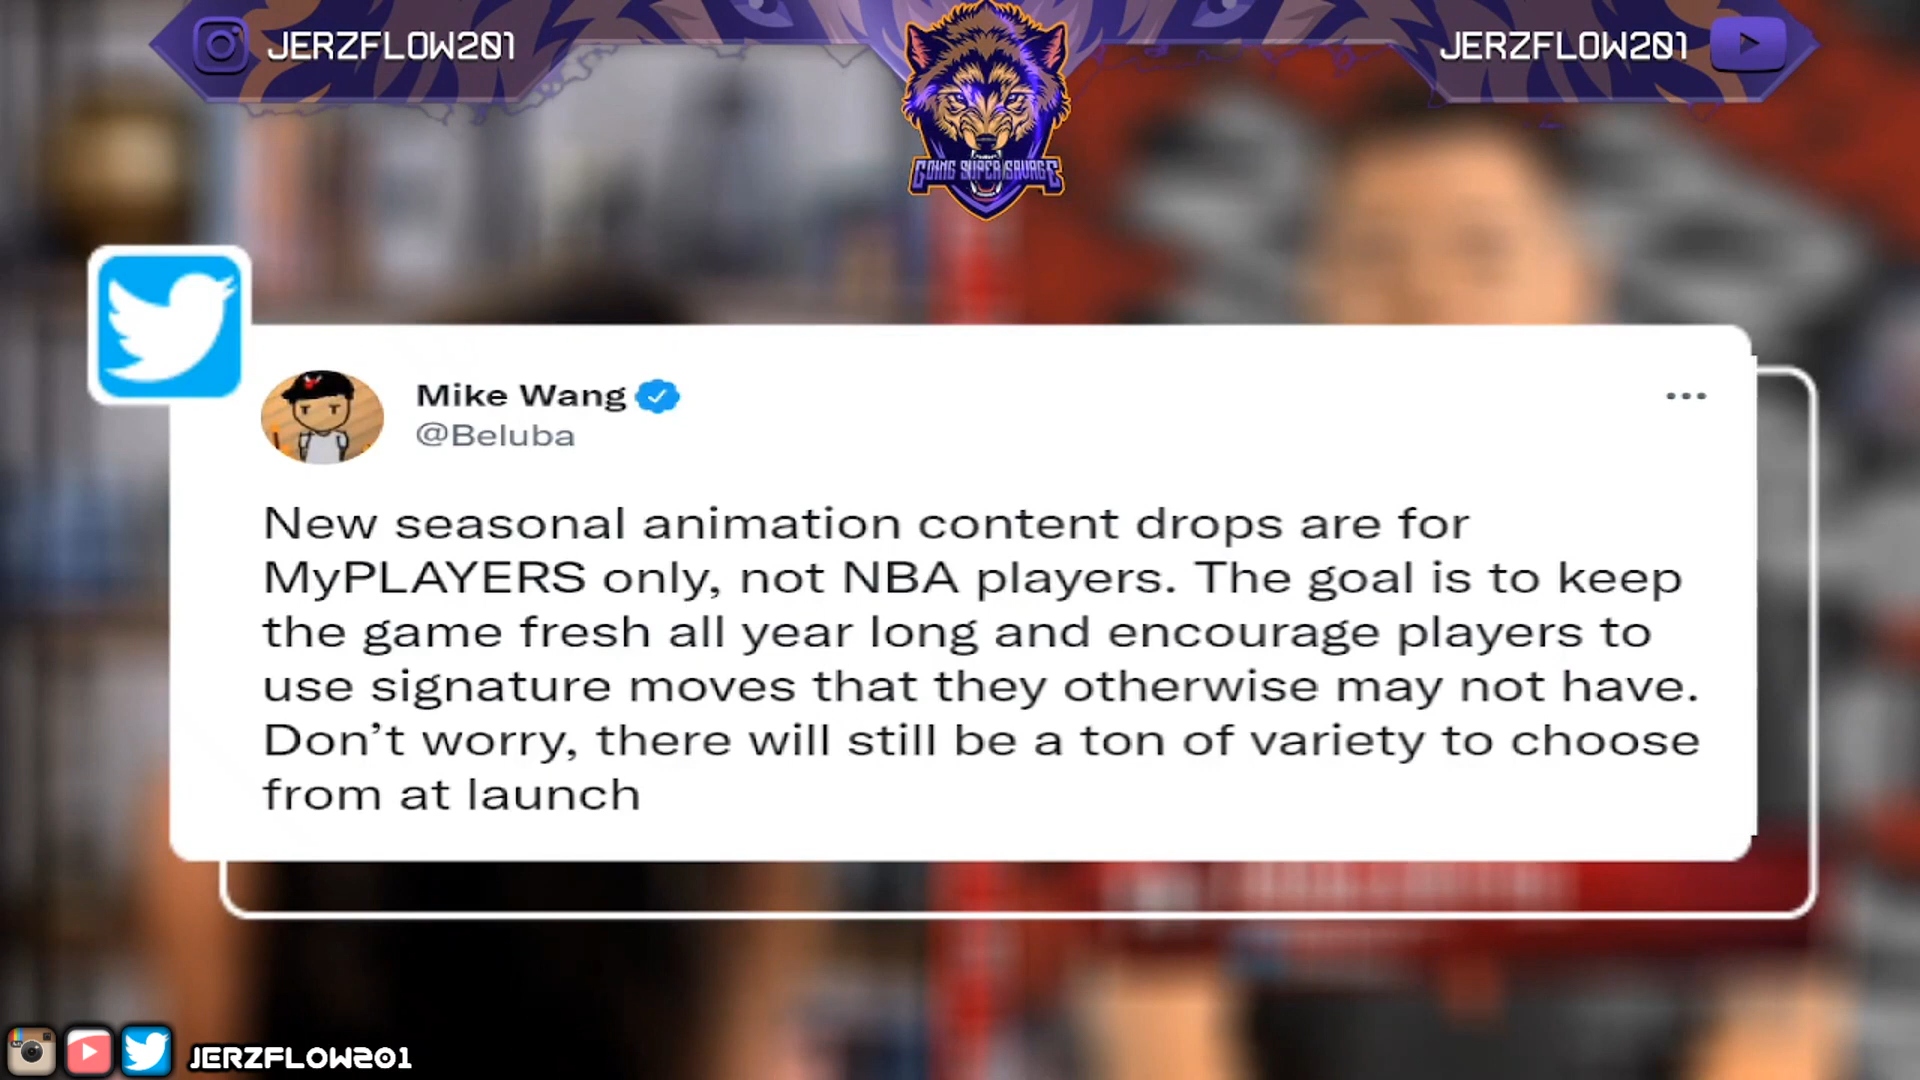 JERZFLOW201
JERZFLOW201
GOING SUPER SAVAGE
Mike Wang
@Beluba
New seasonal animation content drops are for
MyPLAYERS only, not NBA players. The goal is to keep
the game fresh all year long and encourage players to
use signature moves that they otherwise may not have.
Don’t worry, there will still be a ton of variety to choose
from at launch
JERZFLOW201